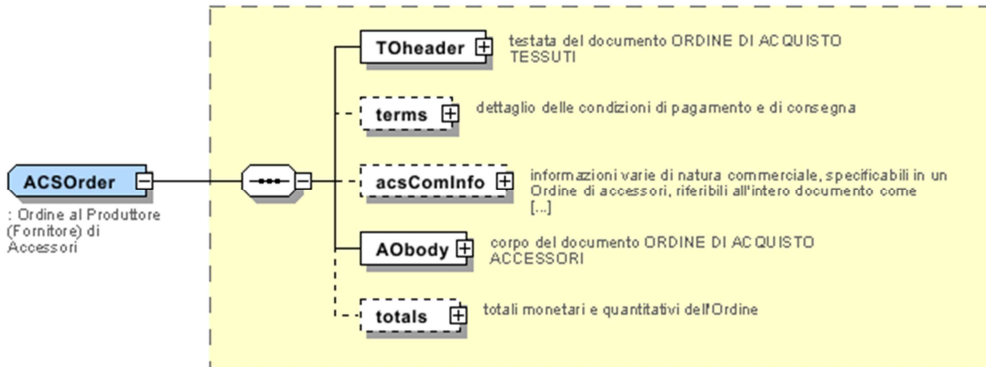 TOheader
testata del documento ORDINE DI ACQUISTO
TESSUTI
terms
dettaglio delle condizioni di pagamento e di consegna
ACSOrder
: Ordine al Produttore
(Fornitore) di
Accessori
acsComInfo
informazioni varie di natura commerciale, specificabili in un
Ordine di accessori, riferibili all'intero documento come
[...]
AObody
corpo del documento ORDINE DI ACQUISTO
ACCESSORI
totals
totali monetari e quantitativi dell'Ordine